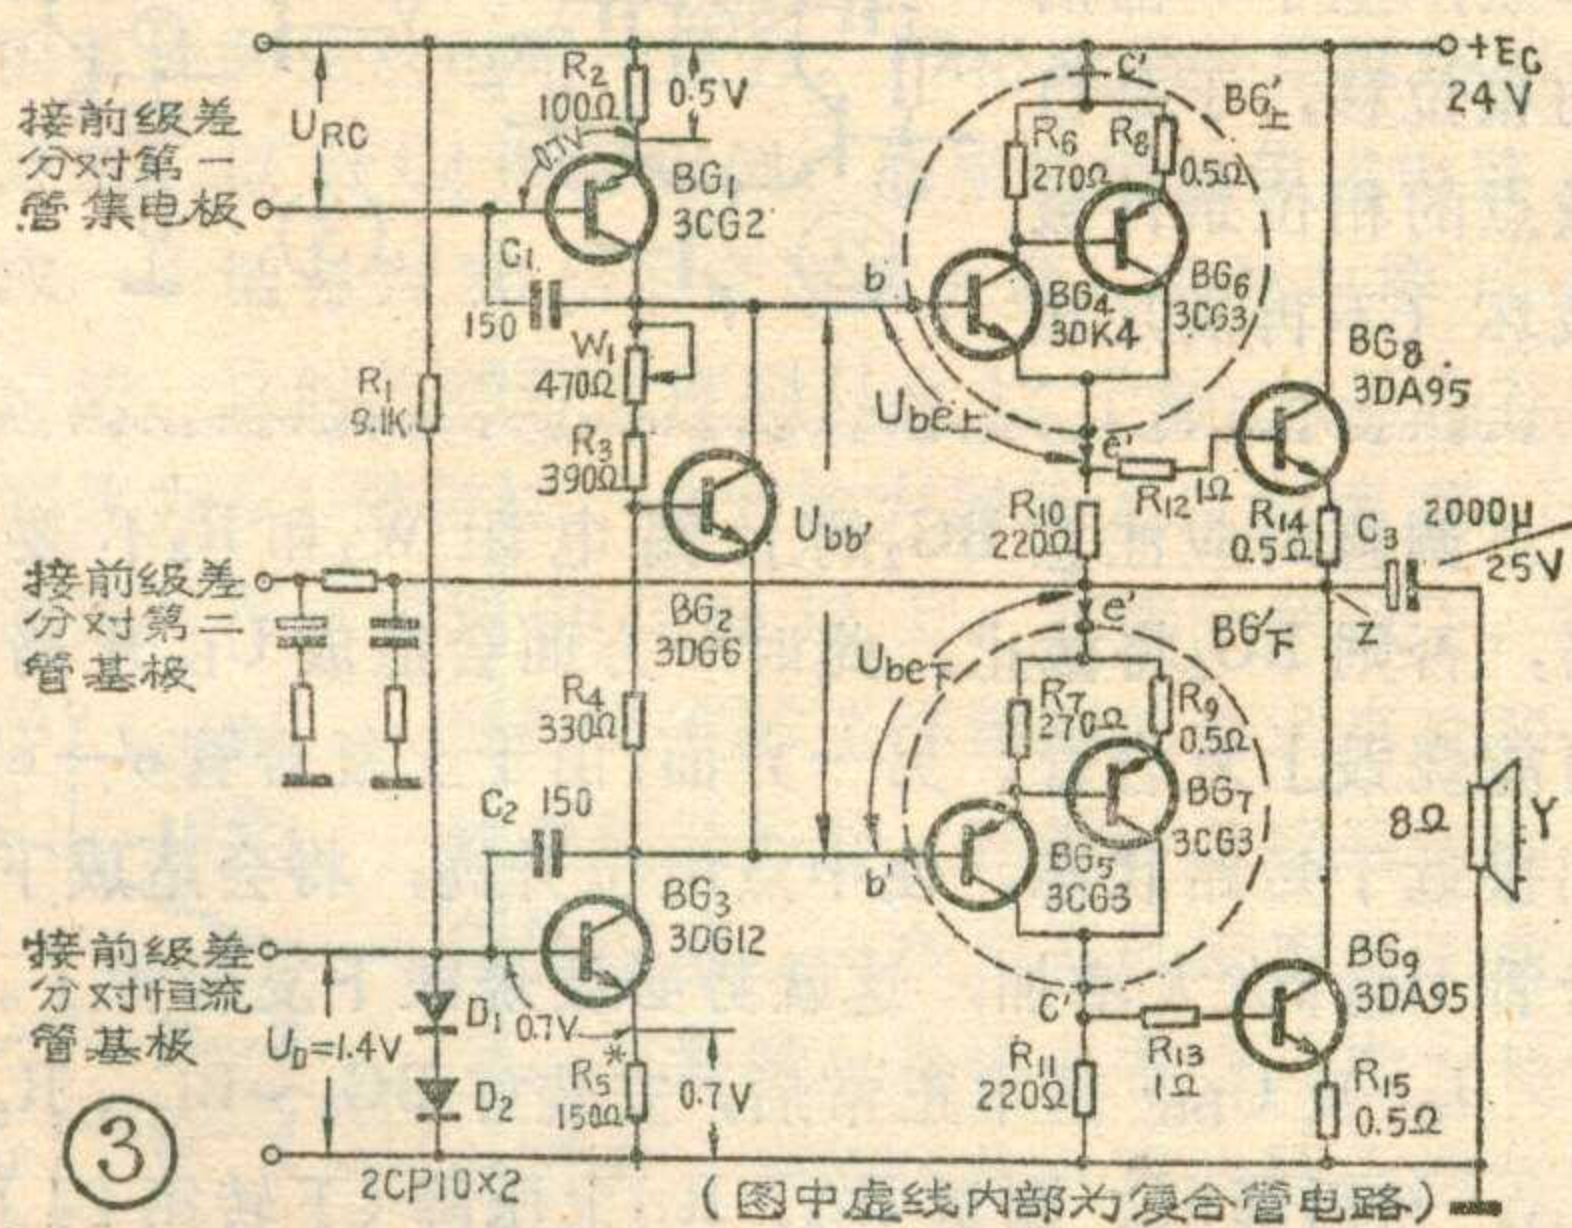 +EC
24V
接前级差
分对第一
管集电极
URC
R2
100Ω
0.5V
0.7V
BG1
3CG2
C1
150
W1
470Ω
R1
R3
390Ω
c'
BG'上
R6
270Ω
R8
0.5Ω
b
BG4
3DK4
BG6
3CG3
Ube上
e'
BG8
3DA95
R12 1Ω
R10
220Ω
R14
0.5Ω
C3
2000μ
25V
Ubb'
接前级差
分对第二
管基极
BG2
3DG6
Z
e'
BG'下
Ube下
R7
270Ω
R9
0.5Ω
R4
330Ω
C2 150
BG7
3CG3
BG5
3CG3
b'
8Ω
Y
BG3
3DG12
接前级差
分对恒流
管基极
UD=1.4V
D1
0.7V
D2
*
R5
150Ω
0.7V
C'
R13
1Ω
R11
220Ω
BG9
3DA95
R15
0.5Ω
③
2CP10×2
(图中虚线内部为复合管电路)